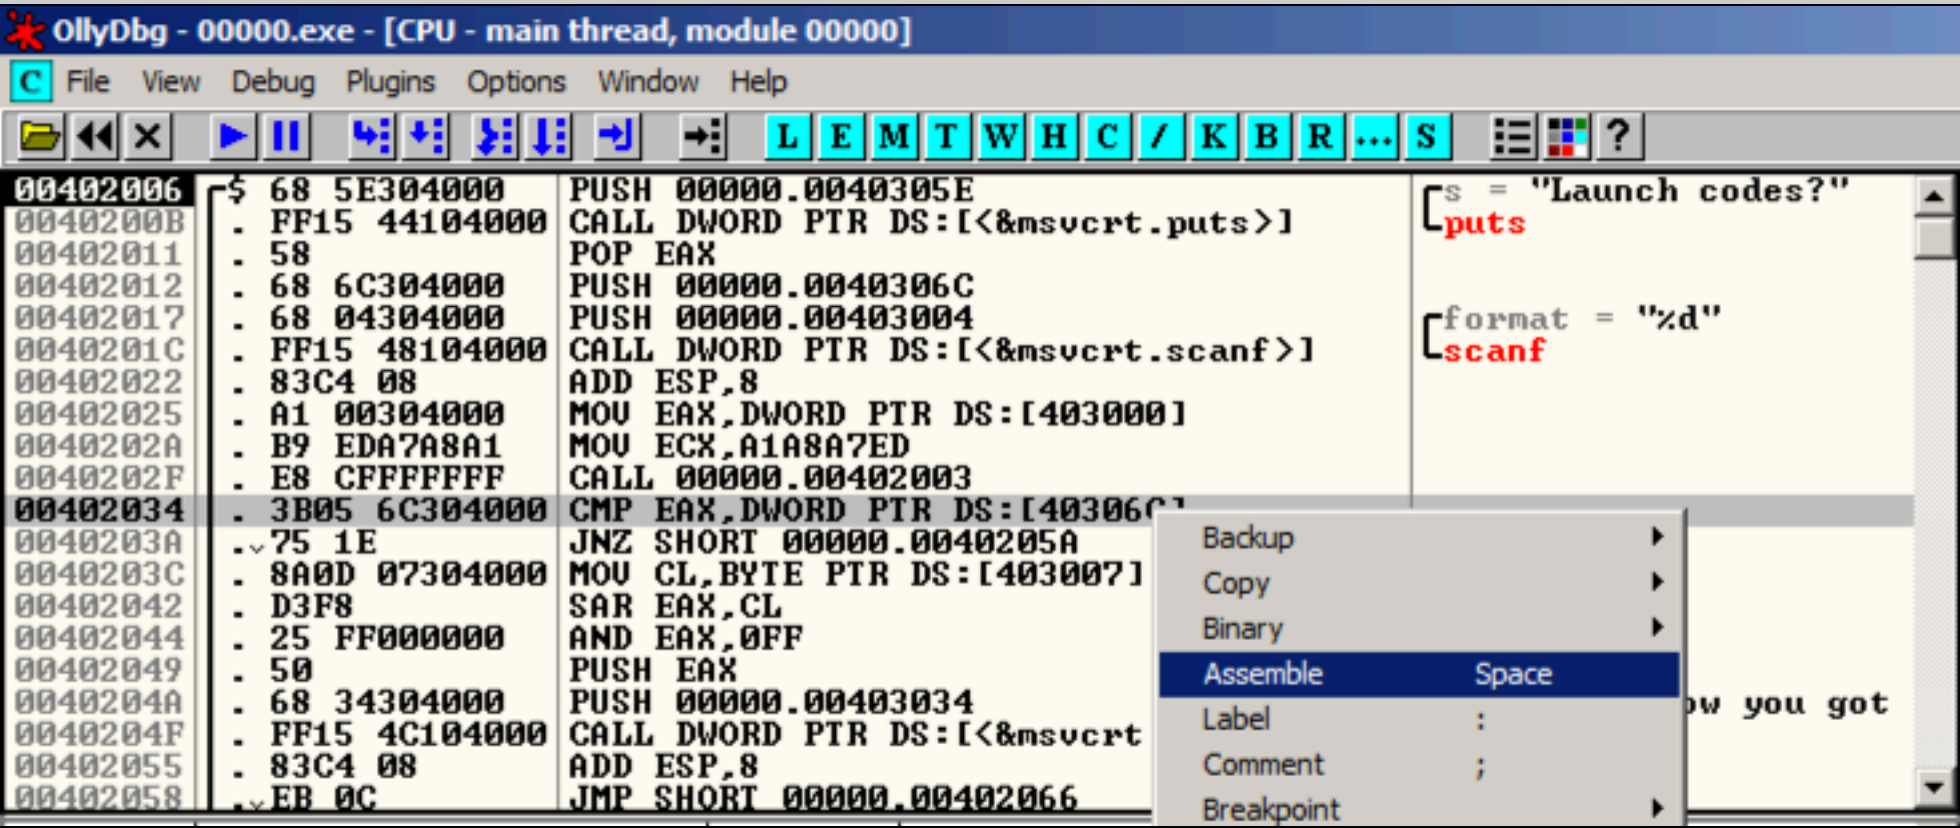 OllyDbg - 00000.exe - [CPU - main thread, module 00000]
C File View Debug Plugins Options Window Help
L E M T W H C / K B R ... S ?
00402006 $ 68 5E304000 PUSH 00000.0040305E s = "Launch codes?"
0040200B . FF15 44104000 CALL DWORD PTR DS:[<&msvcrt.puts>] puts
00402011 . 58 POP EAX
00402012 . 68 6C304000 PUSH 00000.0040306C
00402017 . 68 04304000 PUSH 00000.00403004 format = "%d"
0040201C . FF15 48104000 CALL DWORD PTR DS:[<&msvcrt.scanf>] scanf
00402022 . 83C4 08 ADD ESP,8
00402025 . A1 00304000 MOV EAX,DWORD PTR DS:[403000]
0040202A . B9 EDA7A8A1 MOV ECX,A1A8A7ED
0040202F . E8 CFFFFFFF CALL 00000.00402003
00402034 . 3B05 6C304000 CMP EAX,DWORD PTR DS:[40306C]
0040203A . 75 1E JNZ SHORT 00000.0040205A
0040203C . 8A0D 07304000 MOV CL,BYTE PTR DS:[403007]
00402042 . D3F8 SAR EAX,CL
00402044 . 25 FF000000 AND EAX,0FF
00402049 . 50 PUSH EAX
0040204A . 68 34304000 PUSH 00000.00403034 ow you got
0040204F . FF15 4C104000 CALL DWORD PTR DS:[<&msvcrt
00402055 . 83C4 08 ADD ESP,8
00402058 . EB 0C JMP SHORT 00000.00402066
Backup
Copy
Binary
Assemble Space
Label :
Comment ;
Breakpoint